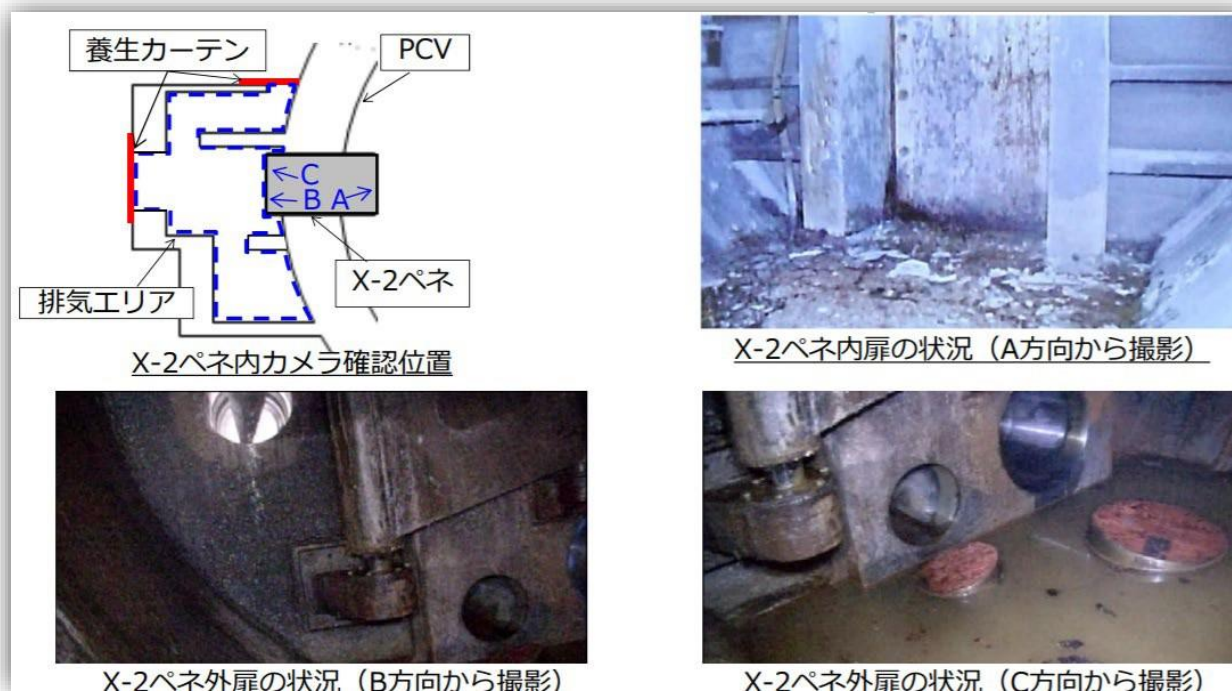 養生カーテン
PCV
C
B A
X-2ペネ
排気エリア
X-2ペネ内カメラ確認位置
X-2ペネ内扉の状況（A方向から撮影）
X-2ペネ外扉の状況（B方向から撮影）
X-2ペネ外扉の状況（C方向から撮影）